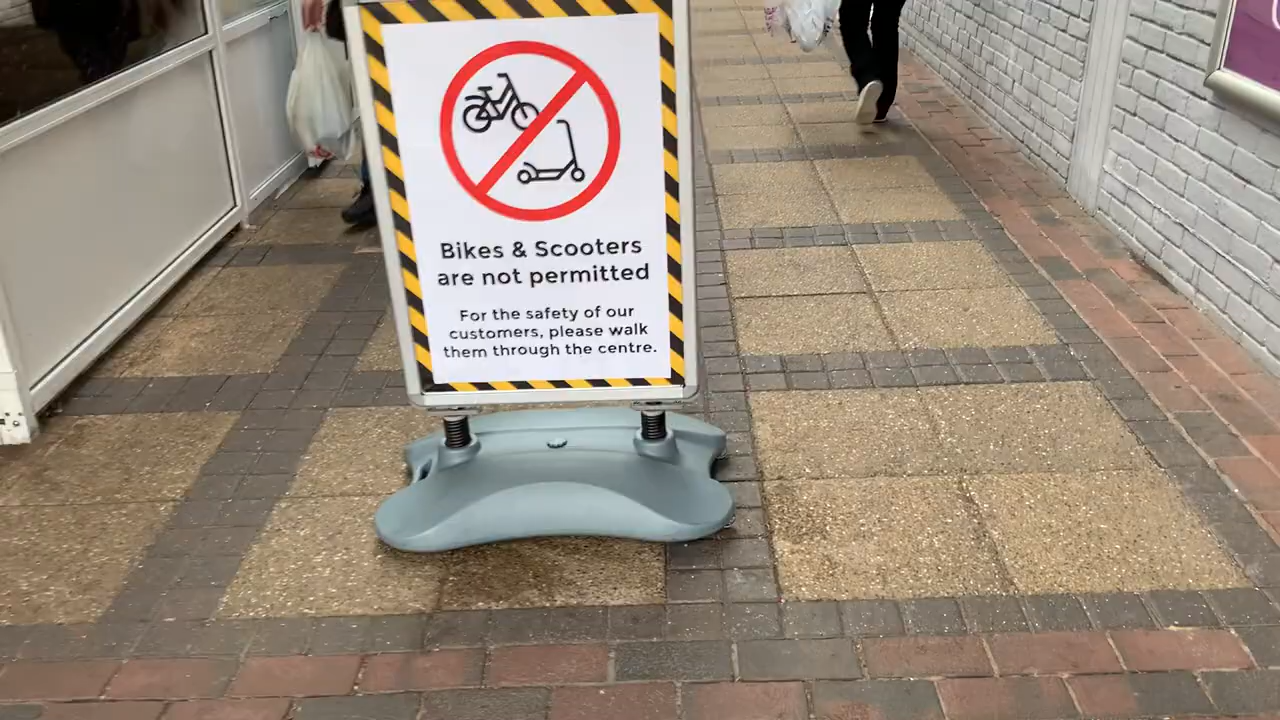 Bikes & Scooters
are not permitted
For the safety of our
customers, please walk
them through the centre.